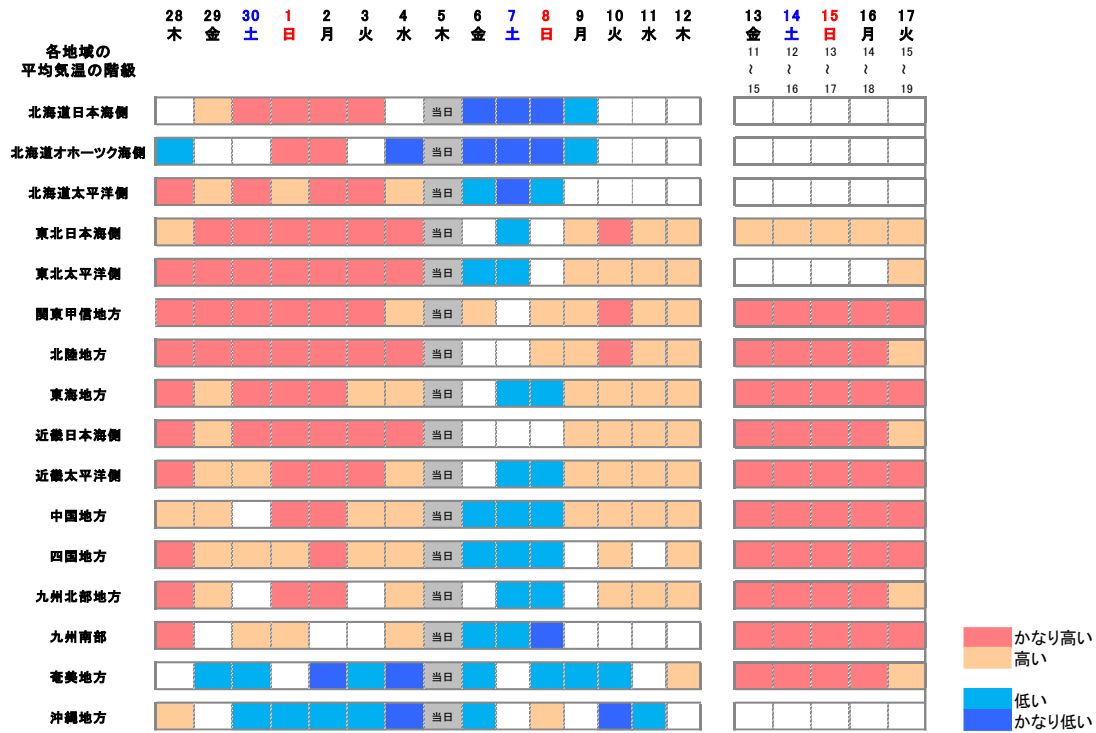 28 29 30 1 2 3 4 5 6 7 8 9 10 11 12 13 14 15 16 17
木 金 土 日 月 火 水 木 金 土 日 月 火 水 木 金 土 日 月 火
各地域の
平均気温の階級
11 12 13 14 15
~ ~ ~ ~ ~
15 16 17 18 19
北海道日本海側 当日
北海道オホーツク海側 当日
北海道太平洋側 当日
東北日本海側 当日
東北太平洋側 当日
関東甲信地方 当日
北陸地方 当日
東海地方 当日
近畿日本海側 当日
近畿太平洋側 当日
中国地方 当日
四国地方 当日
九州北部地方 当日
九州南部 当日
奄美地方 当日
沖縄地方 当日
かなり高い
高い
低い
かなり低い